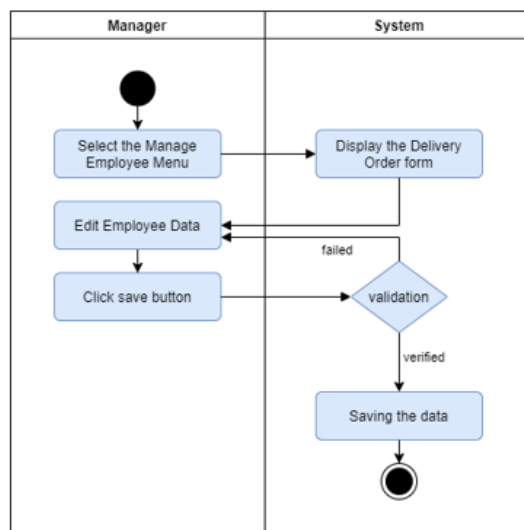 Manager
System
Select the Manage
Employee Menu
Display the Delivery
Order form
Edit Employee Data
failed
Click save button
validation
verified
Saving the data